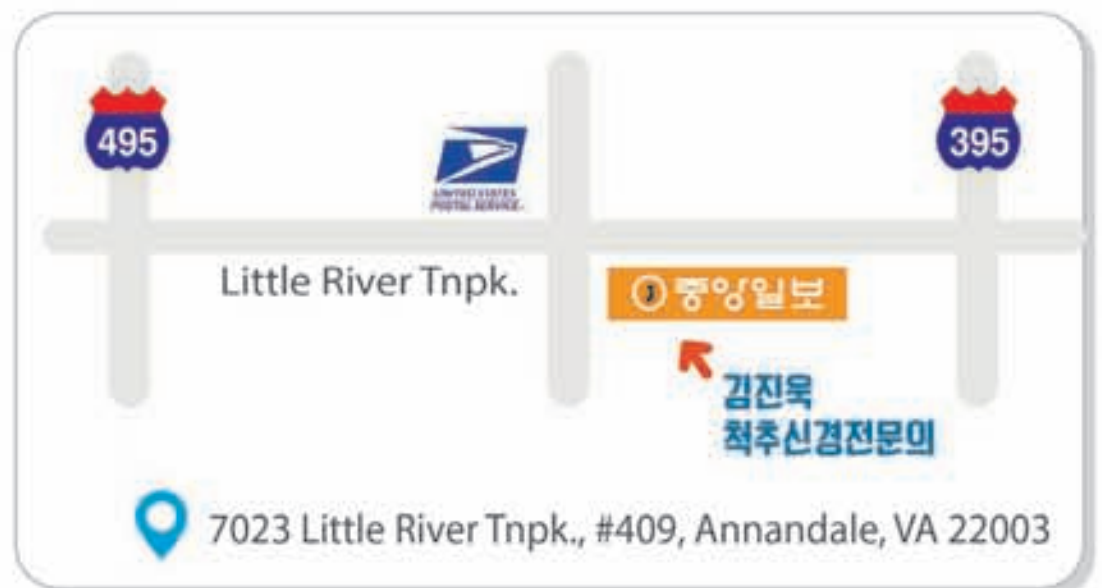 495
395
UNITED STATES
POSTAL SERVICE
Little River Tnpk.
J 중앙일보
김진욱
척추신경전문의
7023 Little River Tnpk., #409, Annandale, VA 22003